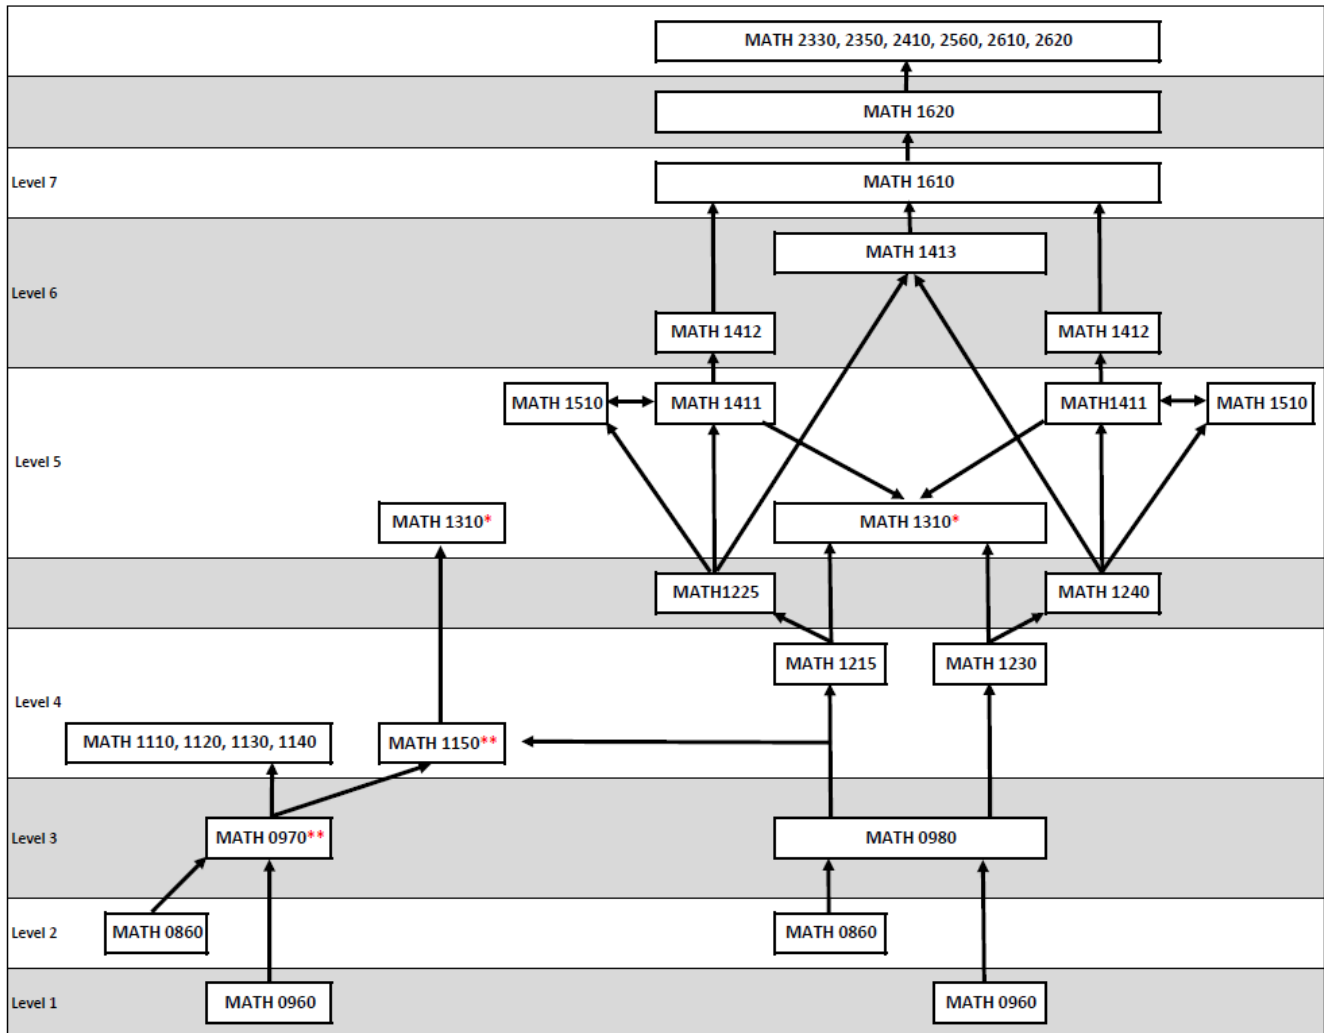 MATH 2330, 2350, 2410, 2560, 2610, 2620
MATH 1620
Level 7
MATH 1610
MATH 1413
Level 6
MATH 1412
MATH 1412
MATH 1510
MATH 1411
MATH1411
MATH 1510
Level 5
MATH 1310*
MATH 1310*
MATH1225
MATH 1240
MATH 1215
MATH 1230
Level 4
MATH 1110, 1120, 1130, 1140
MATH 1150**
Level 3
MATH 0970**
MATH 0980
Level 2
MATH 0860
MATH 0860
Level 1
MATH 0960
MATH 0960